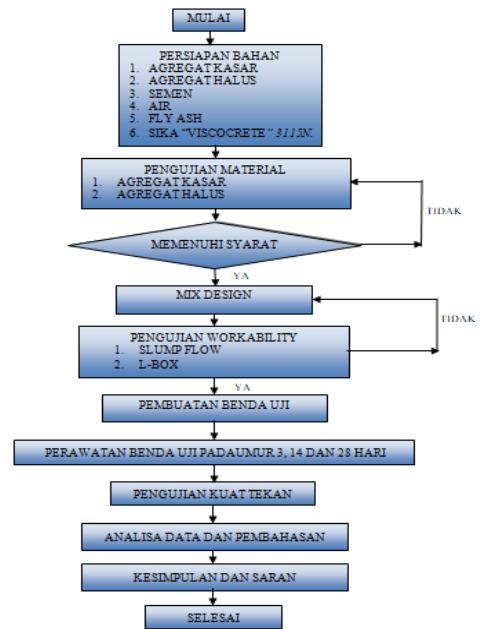 MULAI
PERSIAPAN BAHAN
1. AGREGAT KASAR
2. AGREGAT HALUS
3. SEMEN
4. AIR
5. FLY ASH
6. SIKA "VISCOCRETE" 3115N.
PENGUJIAN MATERIAL
1. AGREGAT KASAR
2. AGREGAT HALUS
TIDAK
MEMENUHI SYARAT
YA
MIX DESIGN
TIDAK
PENGUJIAN WORKABILITY
1. SLUMP FLOW
2. L-BOX
YA
PEMBUATAN BENDA UJI
PERAWATAN BENDA UJI PADAUMUR 3, 14 DAN 28 HARI
PENGUJIAN KUAT TEKAN
ANALISA DATA DAN PEMBAHASAN
KESIMPULAN DAN SARAN
SELESAI